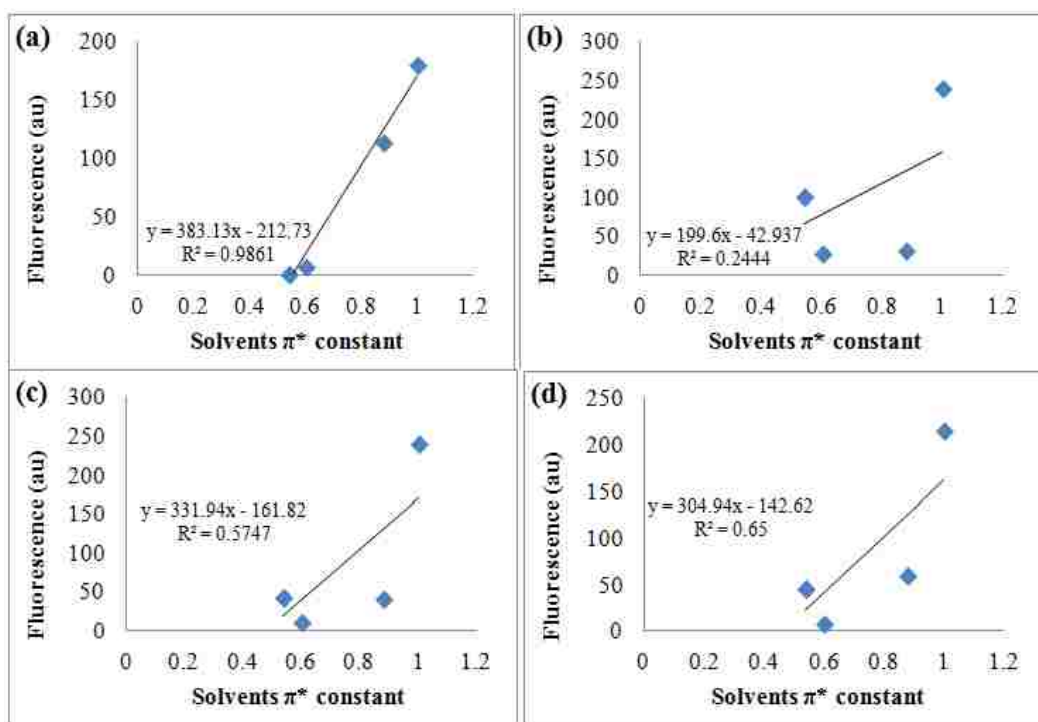 (a)
200
150
100
50
0
Fluorescence (au)
y = 383.13x - 212.73
R² = 0.9861
0 0.2 0.4 0.6 0.8 1 1.2
Solvents π* constant
(b)
300
250
200
150
100
50
0
Fluorescence (au)
y = 199.6x - 42.937
R² = 0.2444
0 0.2 0.4 0.6 0.8 1 1.2
Solvents π* constant
(c)
300
250
200
150
100
50
0
Fluorescence (au)
y = 331.94x - 161.82
R² = 0.5747
0 0.2 0.4 0.6 0.8 1 1.2
Solvents π* constant
(d)
250
200
150
100
50
0
Fluorescence (au)
y = 304.94x - 142.62
R² = 0.65
0 0.2 0.4 0.6 0.8 1 1.2
Solvents π* constant